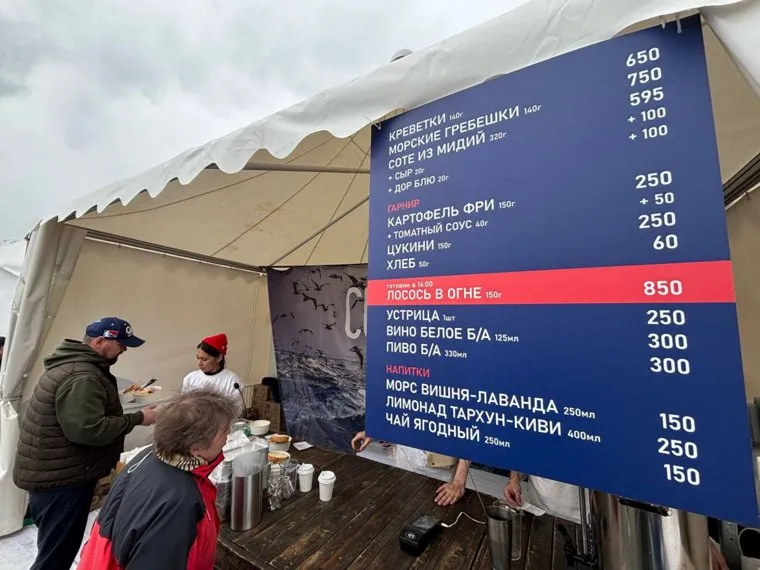 КРЕВЕТКИ 140г 650
МОРСКИЕ ГРЕБЕШКИ 140г 750
СОТЕ ИЗ МИДИЙ 320г 595
+ СЫР 20г + 100
+ ДОР БЛЮ 20г + 100
ГАРНИР
КАРТОФЕЛЬ ФРИ 150г 250
+ ТОМАТНЫЙ СОУС 40г + 50
ЦУКИНИ 150г 250
ХЛЕБ 50г 60
готовим в 14:00
ЛОСОСЬ В ОГНЕ 150г 850
УСТРИЦА 1шт 250
ВИНО БЕЛОЕ Б/А 125мл 300
ПИВО Б/А 330мл 300
НАПИТКИ
МОРС ВИШНЯ-ЛАВАНДА 250мл 150
ЛИМОНАД ТАРХУН-КИВИ 400мл 250
ЧАЙ ЯГОДНЫЙ 250мл 150